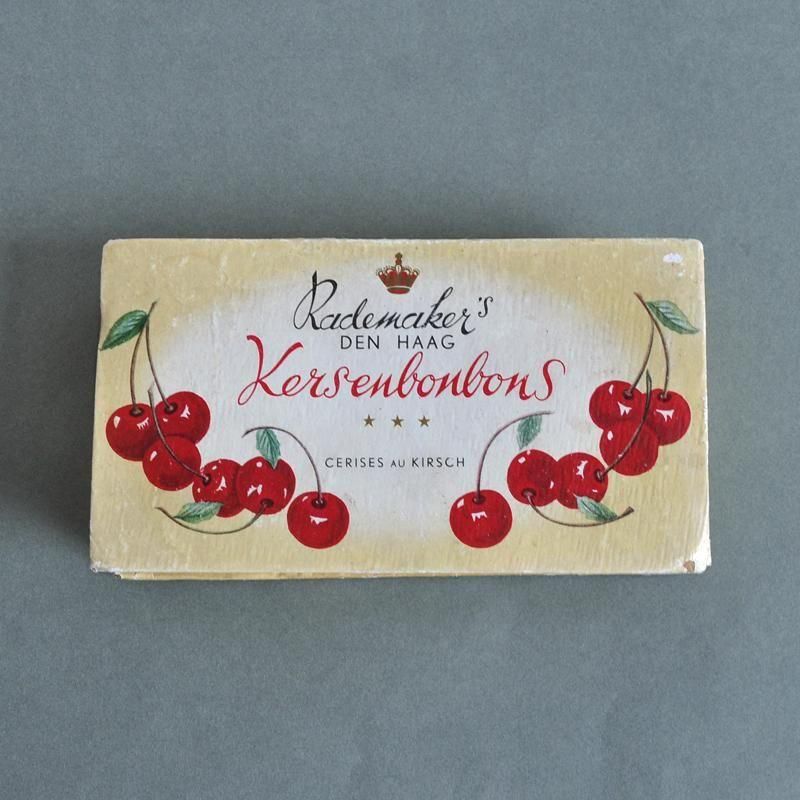 Rademaker's
DEN HAAG
Kersenbonbons
CERISES AU KIRSCH